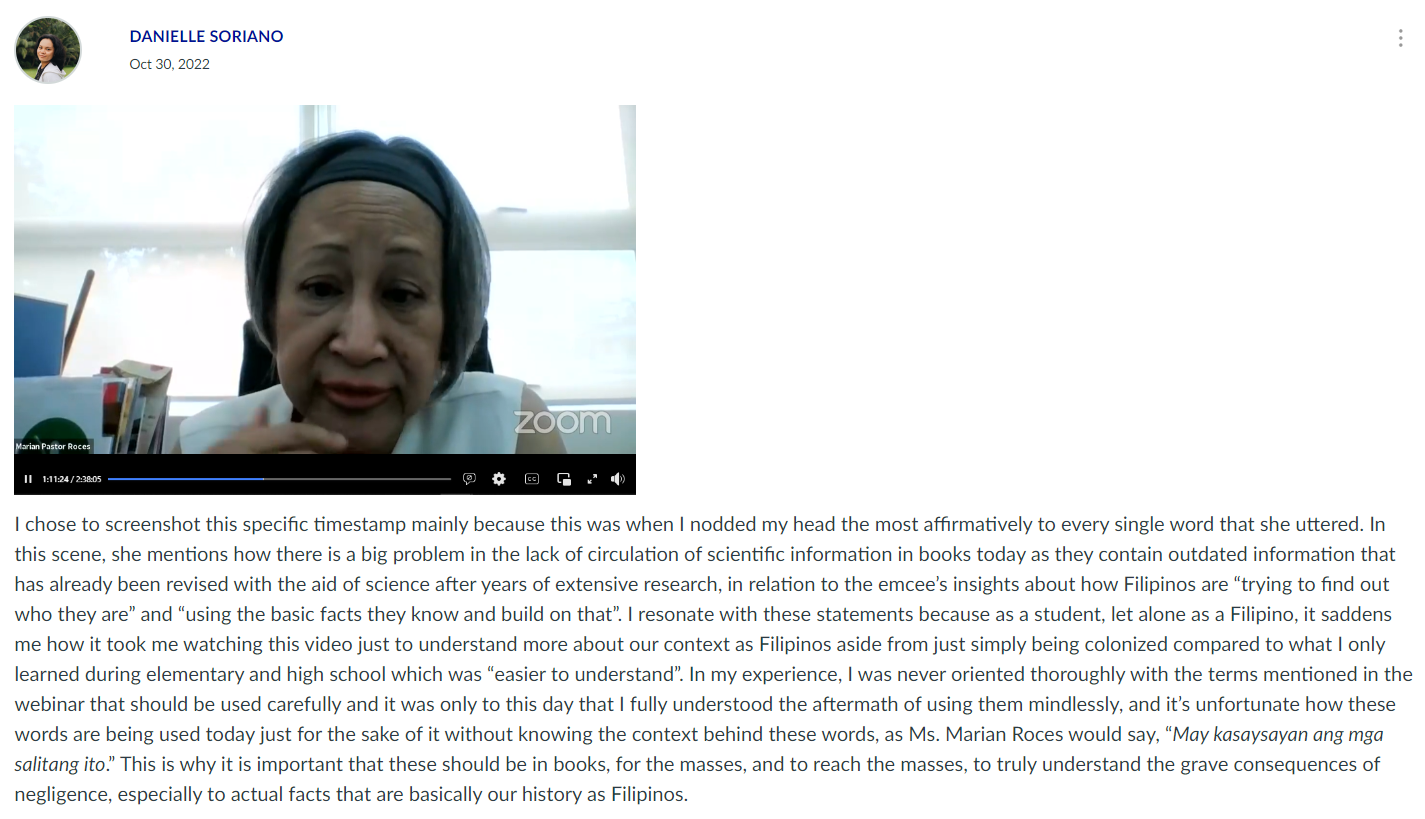 DANIELLE SORIANO
Oct 30, 2022
zoom
Marian Pastor Roces
1:11:24 / 2:38:05
CC
I chose to screenshot this specific timestamp mainly because this was when I nodded my head the most affirmatively to every single word that she uttered. In
this scene, she mentions how there is a big problem in the lack of circulation of scientific information in books today as they contain outdated information that
has already been revised with the aid of science after years of extensive research, in relation to the emcee’s insights about how Filipinos are “trying to find out
who they are” and “using the basic facts they know and build on that”. I resonate with these statements because as a student, let alone as a Filipino, it saddens
me how it took me watching this video just to understand more about our context as Filipinos aside from just simply being colonized compared to what I only
learned during elementary and high school which was “easier to understand”. In my experience, I was never oriented thoroughly with the terms mentioned in the
webinar that should be used carefully and it was only to this day that I fully understood the aftermath of using them mindlessly, and it’s unfortunate how these
words are being used today just for the sake of it without knowing the context behind these words, as Ms. Marian Roces would say, “May kasaysayan ang mga
salitang ito.” This is why it is important that these should be in books, for the masses, and to reach the masses, to truly understand the grave consequences of
negligence, especially to actual facts that are basically our history as Filipinos.